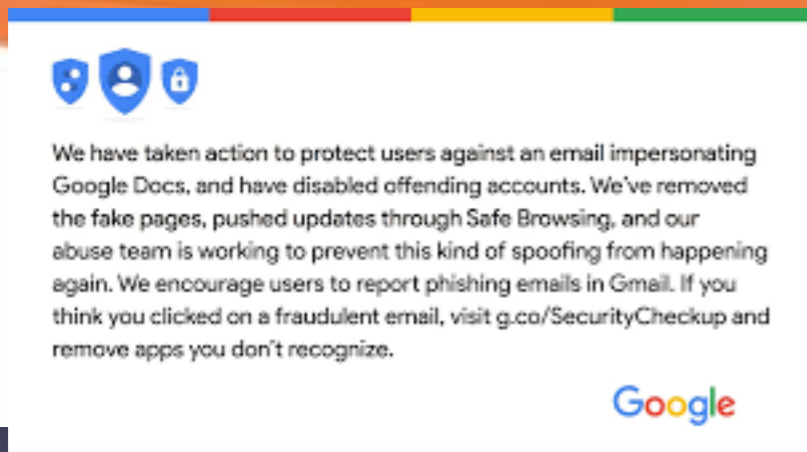 We have taken action to protect users against an email impersonating
Google Docs, and have disabled offending accounts. We've removed
the fake pages, pushed updates through Safe Browsing, and our
abuse team is working to prevent this kind of spoofing from happening
again. We encourage users to report phishing emails in Gmail. If you
think you clicked on a fraudulent email, visit g.co/SecurityCheckup and
remove apps you don't recognize.
Google